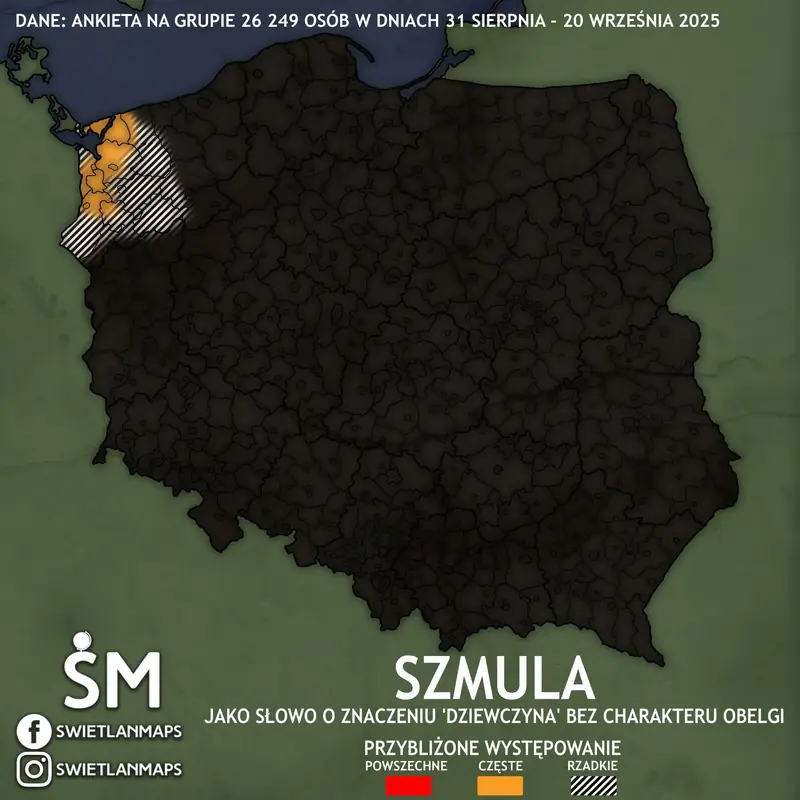 DANE: ANKIETA NA GRUPIE 26 249 OSÓB W DNIACH 31 SIERPNIA - 20 WRZEŚNIA 2025
ŚM
SWIETLANMAPS
SWIETLANMAPS
SZMULA
JAKO SŁOWO O ZNACZENIU 'DZIEWCZYNA' BEZ CHARAKTERU OBELGI
PRZYBLIŻONE WYSTĘPOWANIE
POWSZECHNE CZĘSTE RZADKIE